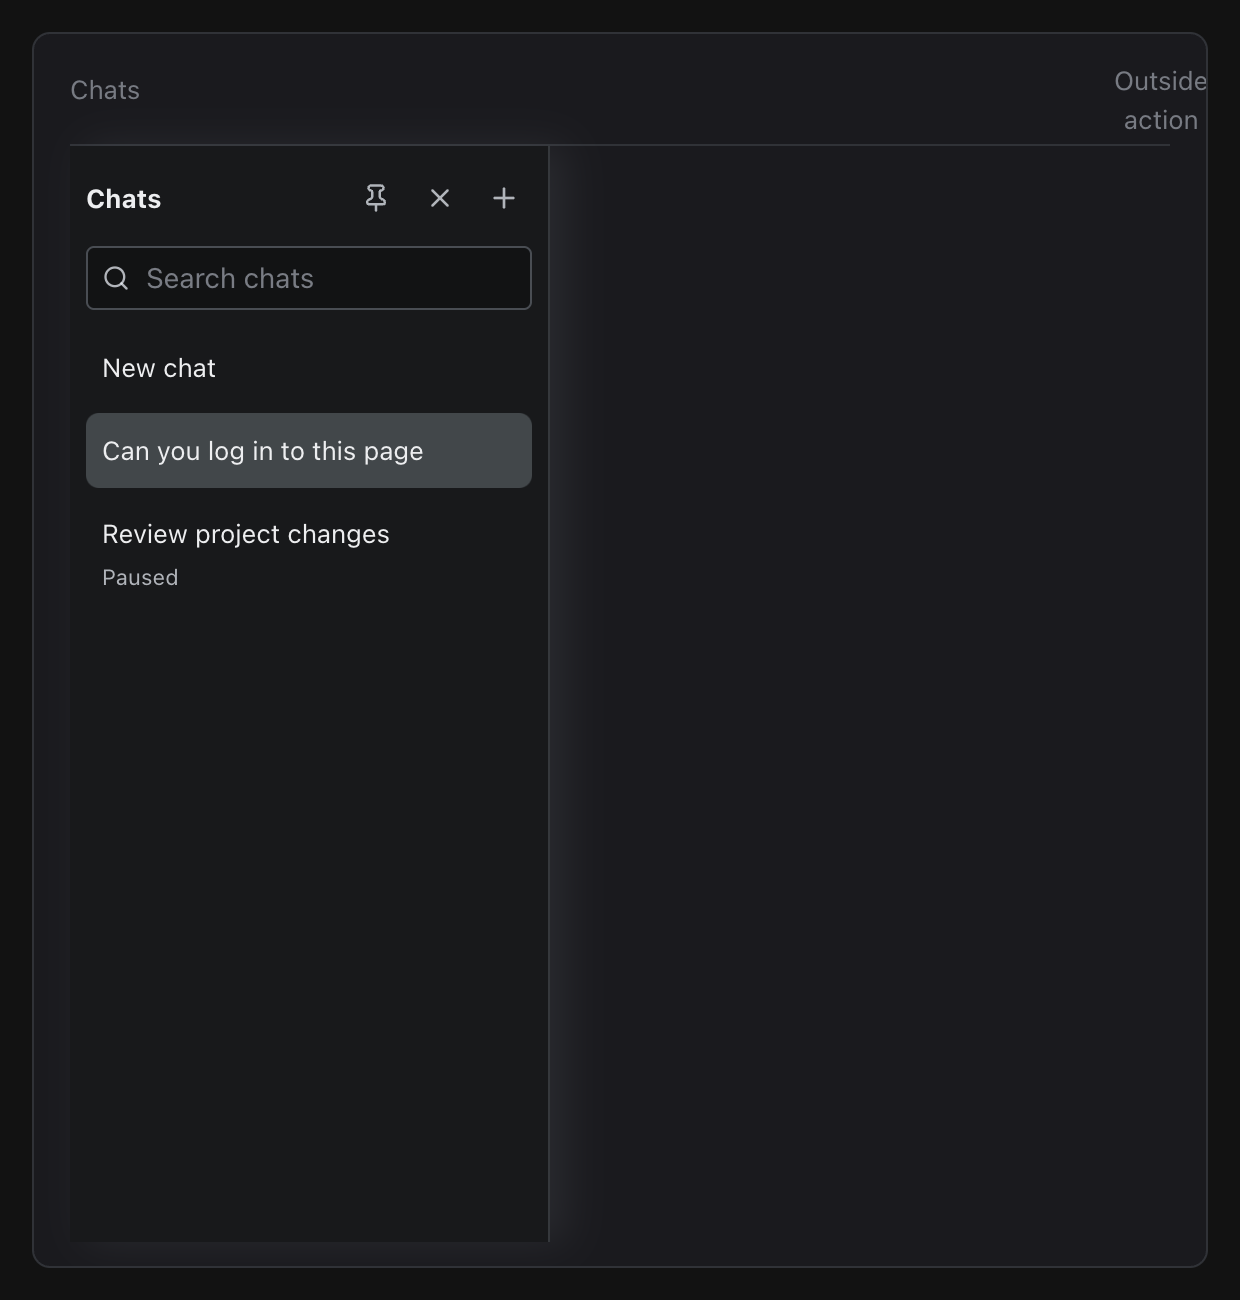 Chats
Outside
action
Chats
Search chats
New chat
Can you log in to this page
Review project changes
Paused